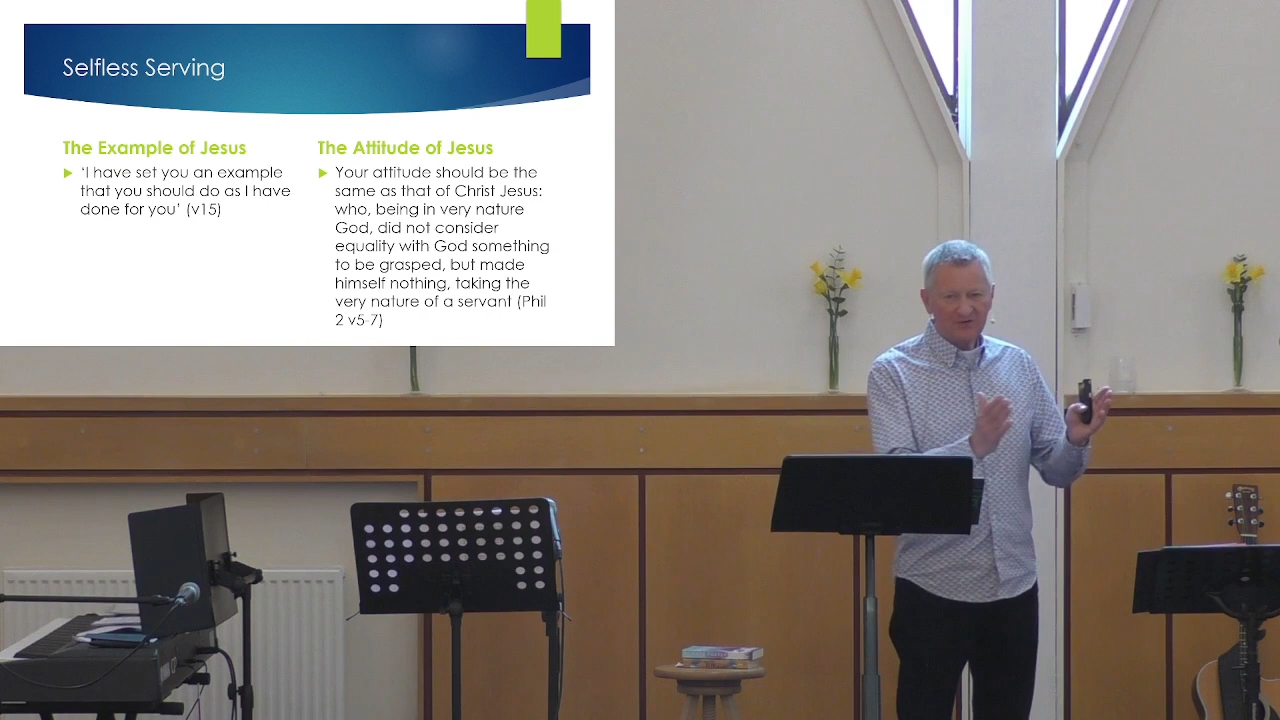 Selfless Serving
The Example of Jesus
‘I have set you an example
that you should do as I have
done for you’ (v15)
The Attitude of Jesus
Your attitude should be the
same as that of Christ Jesus:
who, being in very nature
God, did not consider
equality with God something
to be grasped, but made
himself nothing, taking the
very nature of a servant (Phil
2 v5-7)